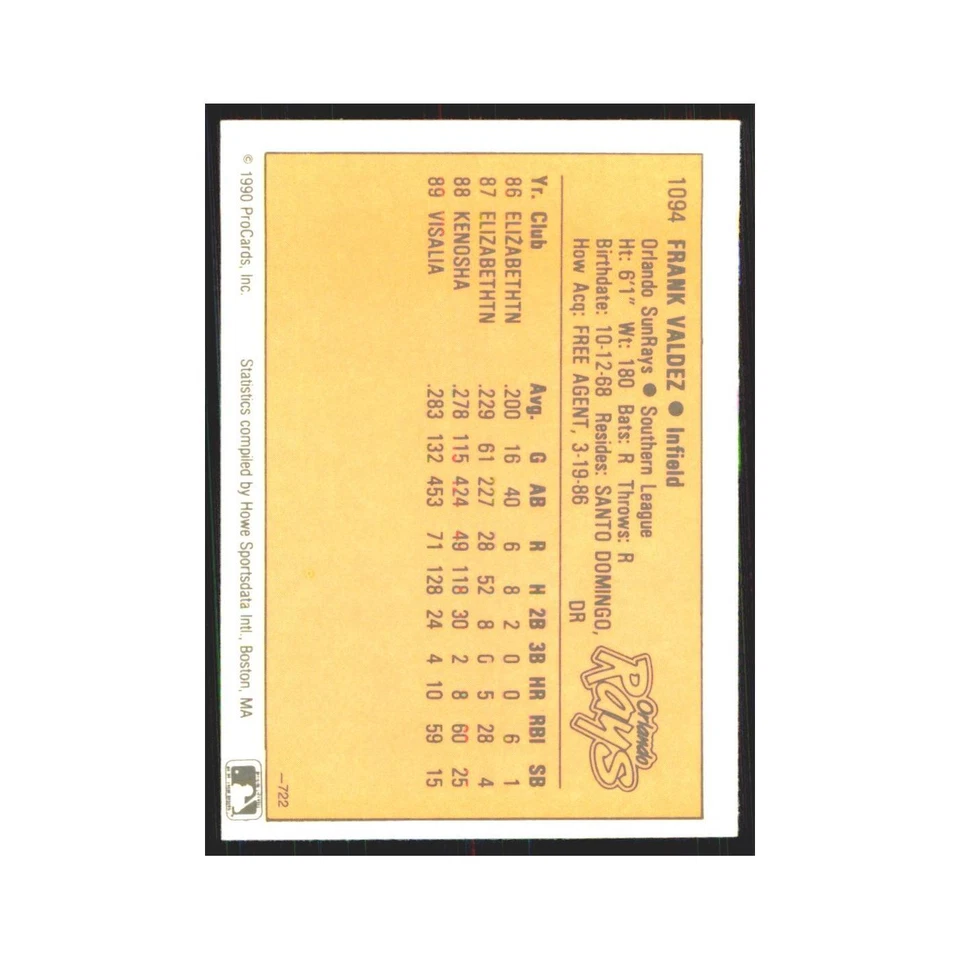 1094 FRANK VALDEZ ● Infield
Orlando SunRays ● Southern League
Ht: 6'1" Wt: 180 Bats: R Throws: R
Birthdate: 10-12-68 Resides: SANTO DOMINGO, DR
How Acq: FREE AGENT, 3-19-86
Orlando
Rays
Yr. Club Avg. G AB R H 2B 3B HR RBI SB
86 ELIZABETHTN .200 16 40 6 8 2 0 0 6 1
87 ELIZABETHTN .229 61 227 28 52 8 G 5 28 4
88 KENOSHA .278 115 424 49 118 30 2 8 60 25
89 VISALIA .283 132 453 71 128 24 4 10 59 15
–722
© 1990 ProCards, Inc. Statistics compiled by Howe Sportsdata Intl., Boston, MA